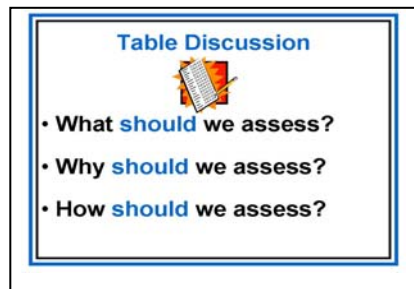 Table Discussion
• What should we assess?
• Why should we assess?
• How should we assess?